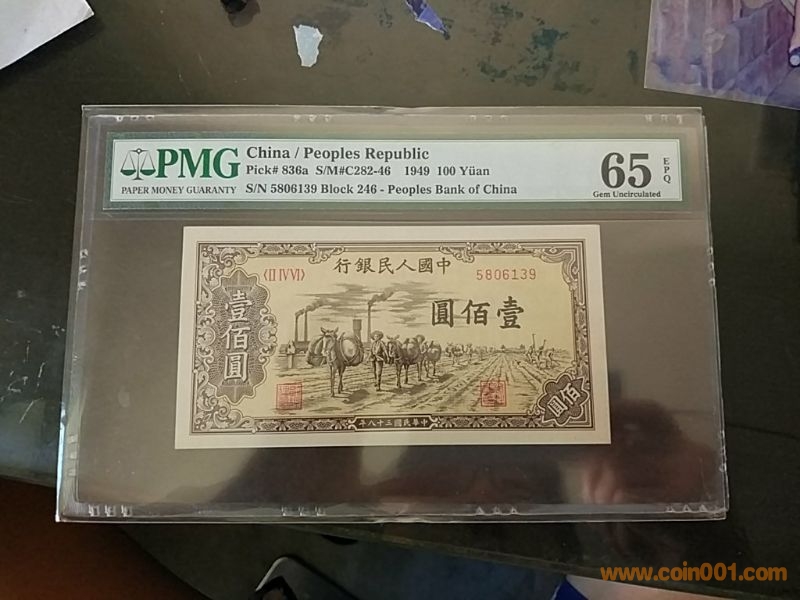 PMG
PAPER MONEY GUARANTY
China / Peoples Republic
Pick# 836a S/M#C282-46 1949 100 Yüan
S/N 5806139 Block 246 - Peoples Bank of China
65 EPQ
Gem Uncirculated
行銀民人國中
〈II IV VI〉
5806139
圓佰壹
壹佰圓
佰圓
年八十三國民華中
www.coin001.com